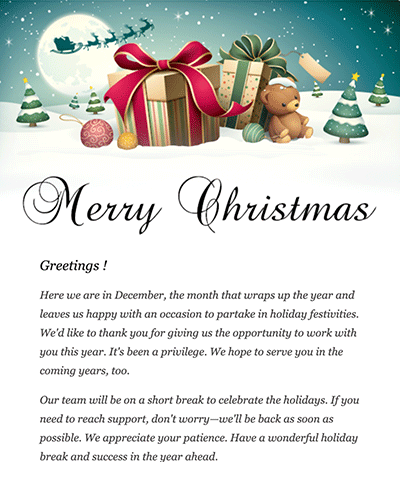 Merry Christmas
Greetings !
Here we are in December, the month that wraps up the year and
leaves us happy with an occasion to partake in holiday festivities.
We'd like to thank you for giving us the opportunity to work with
you this year. It's been a privilege. We hope to serve you in the
coming years, too.
Our team will be on a short break to celebrate the holidays. If you
need to reach support, don't worry—we'll be back as soon as
possible. We appreciate your patience. Have a wonderful holiday
break and success in the year ahead.